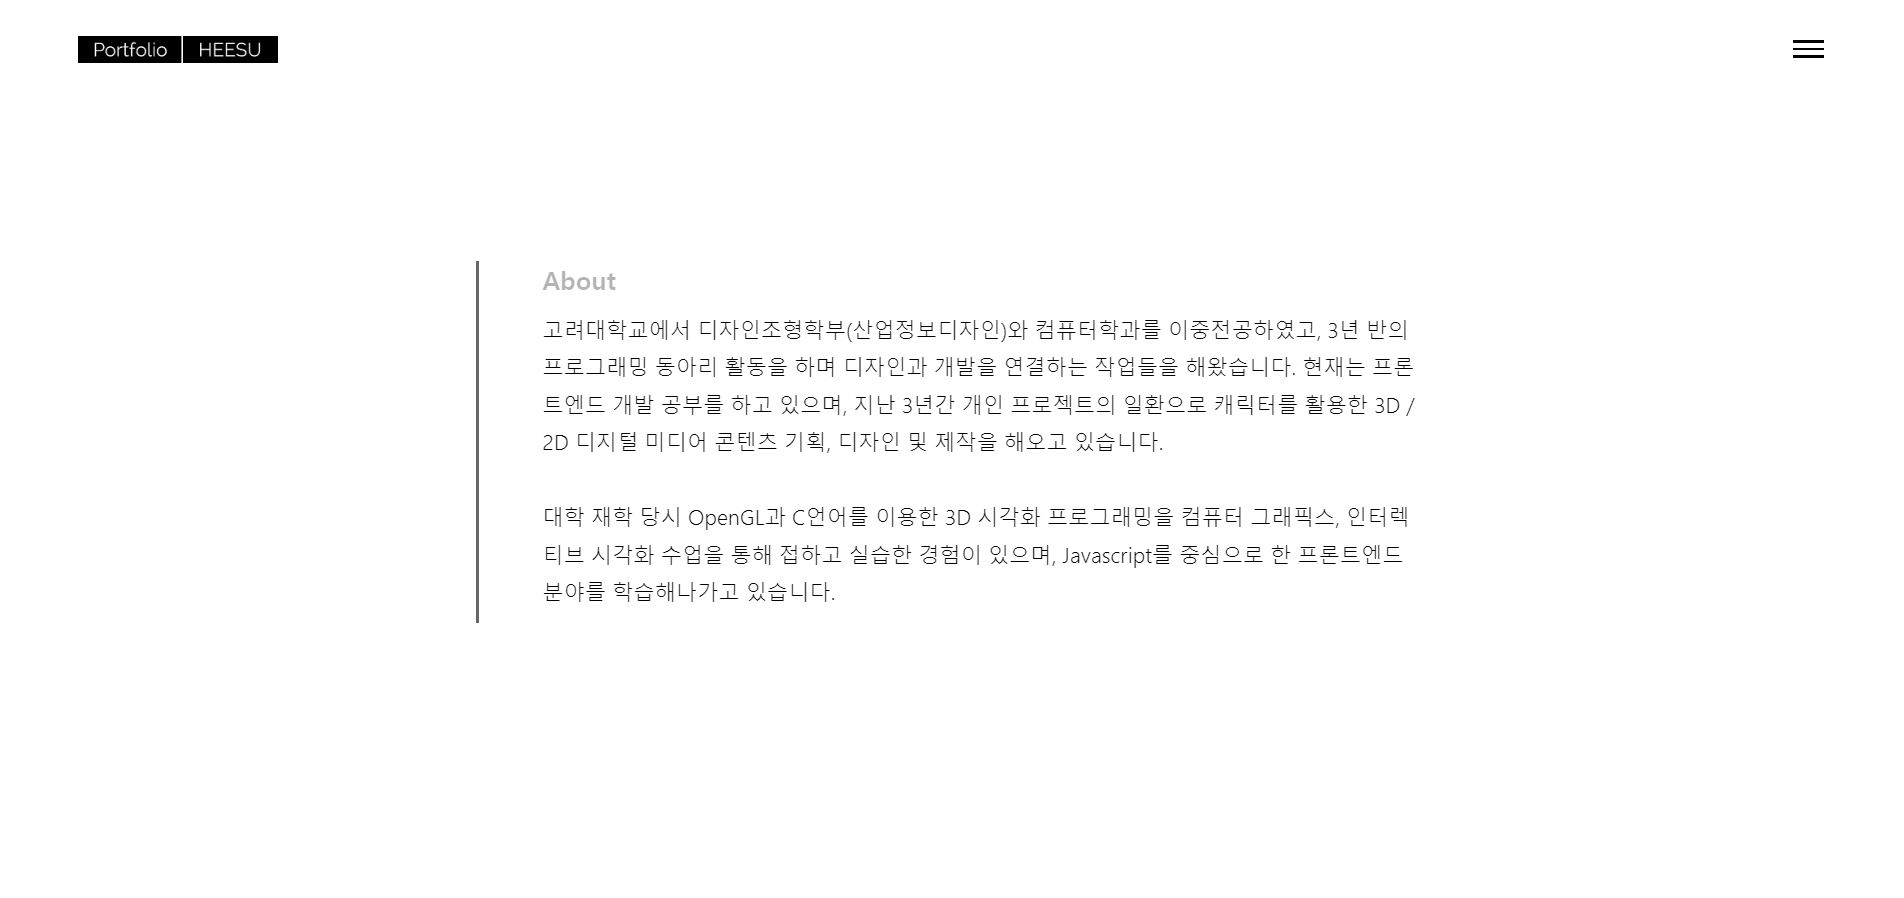 Portfolio HEESU
About
고려대학교에서 디자인조형학부(산업정보디자인)와 컴퓨터학과를 이중전공하였고, 3년 반의
프로그래밍 동아리 활동을 하며 디자인과 개발을 연결하는 작업들을 해왔습니다. 현재는 프론
트엔드 개발 공부를 하고 있으며, 지난 3년간 개인 프로젝트의 일환으로 캐릭터를 활용한 3D /
2D 디지털 미디어 콘텐츠 기획, 디자인 및 제작을 해오고 있습니다.
대학 재학 당시 OpenGL과 C언어를 이용한 3D 시각화 프로그래밍을 컴퓨터 그래픽스, 인터렉
티브 시각화 수업을 통해 접하고 실습한 경험이 있으며, Javascript를 중심으로 한 프론트엔드
분야를 학습해나가고 있습니다.